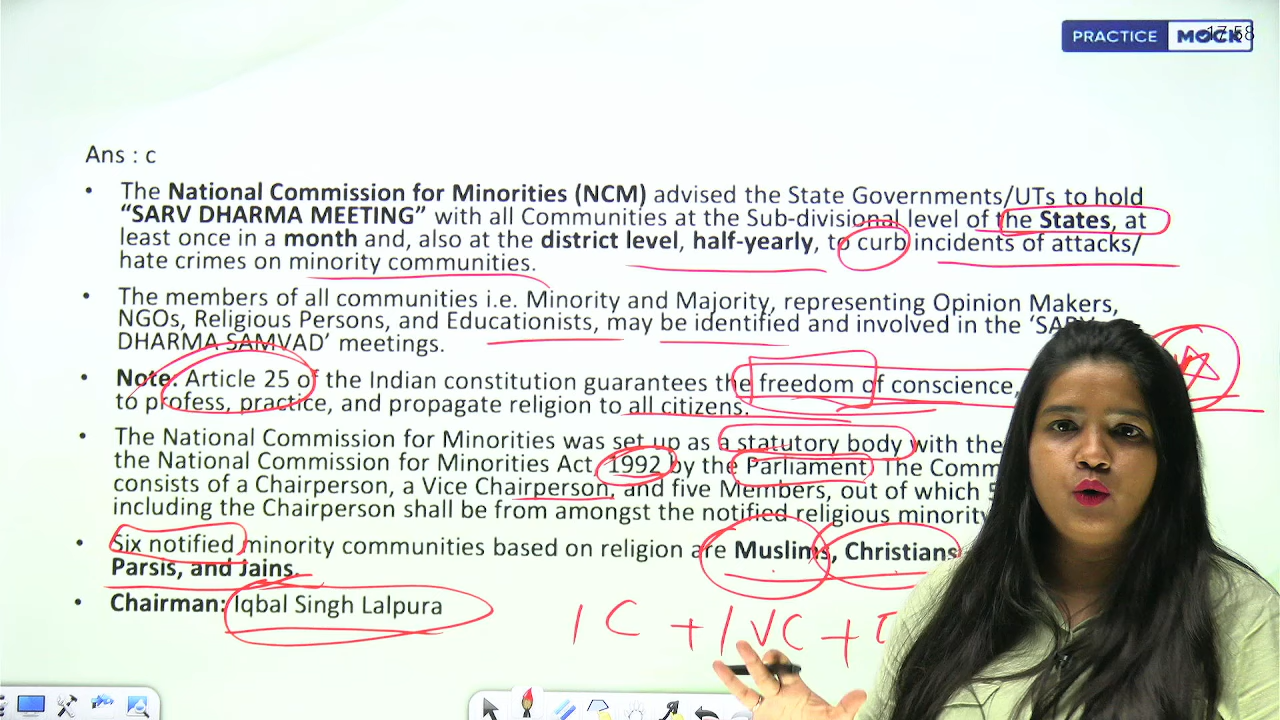 PRACTICE MOCK
17:58
Ans : c
• The National Commission for Minorities (NCM) advised the State Governments/UTs to hold
“SARV DHARMA MEETING” with all Communities at the Sub-divisional level of the States, at
least once in a month and, also at the district level, half-yearly, to curb incidents of attacks/
hate crimes on minority communities.
• The members of all communities i.e. Minority and Majority, representing Opinion Makers,
NGOs, Religious Persons, and Educationists, may be identified and involved in the ‘SARV
DHARMA SAMVAD’ meetings.
• Note: Article 25 of the Indian constitution guarantees the freedom of conscience,
to profess, practice, and propagate religion to all citizens.
• The National Commission for Minorities was set up as a statutory body with the
the National Commission for Minorities Act, 1992 by the Parliament. The
consists of a Chairperson, a Vice Chairperson, and five Members, out of which
including the Chairperson shall be from amongst the notified religious minority
• Six notified minority communities based on religion are Muslims, Christians
Parsis, and Jains.
• Chairman: Iqbal Singh Lalpura
1C + 1VC +